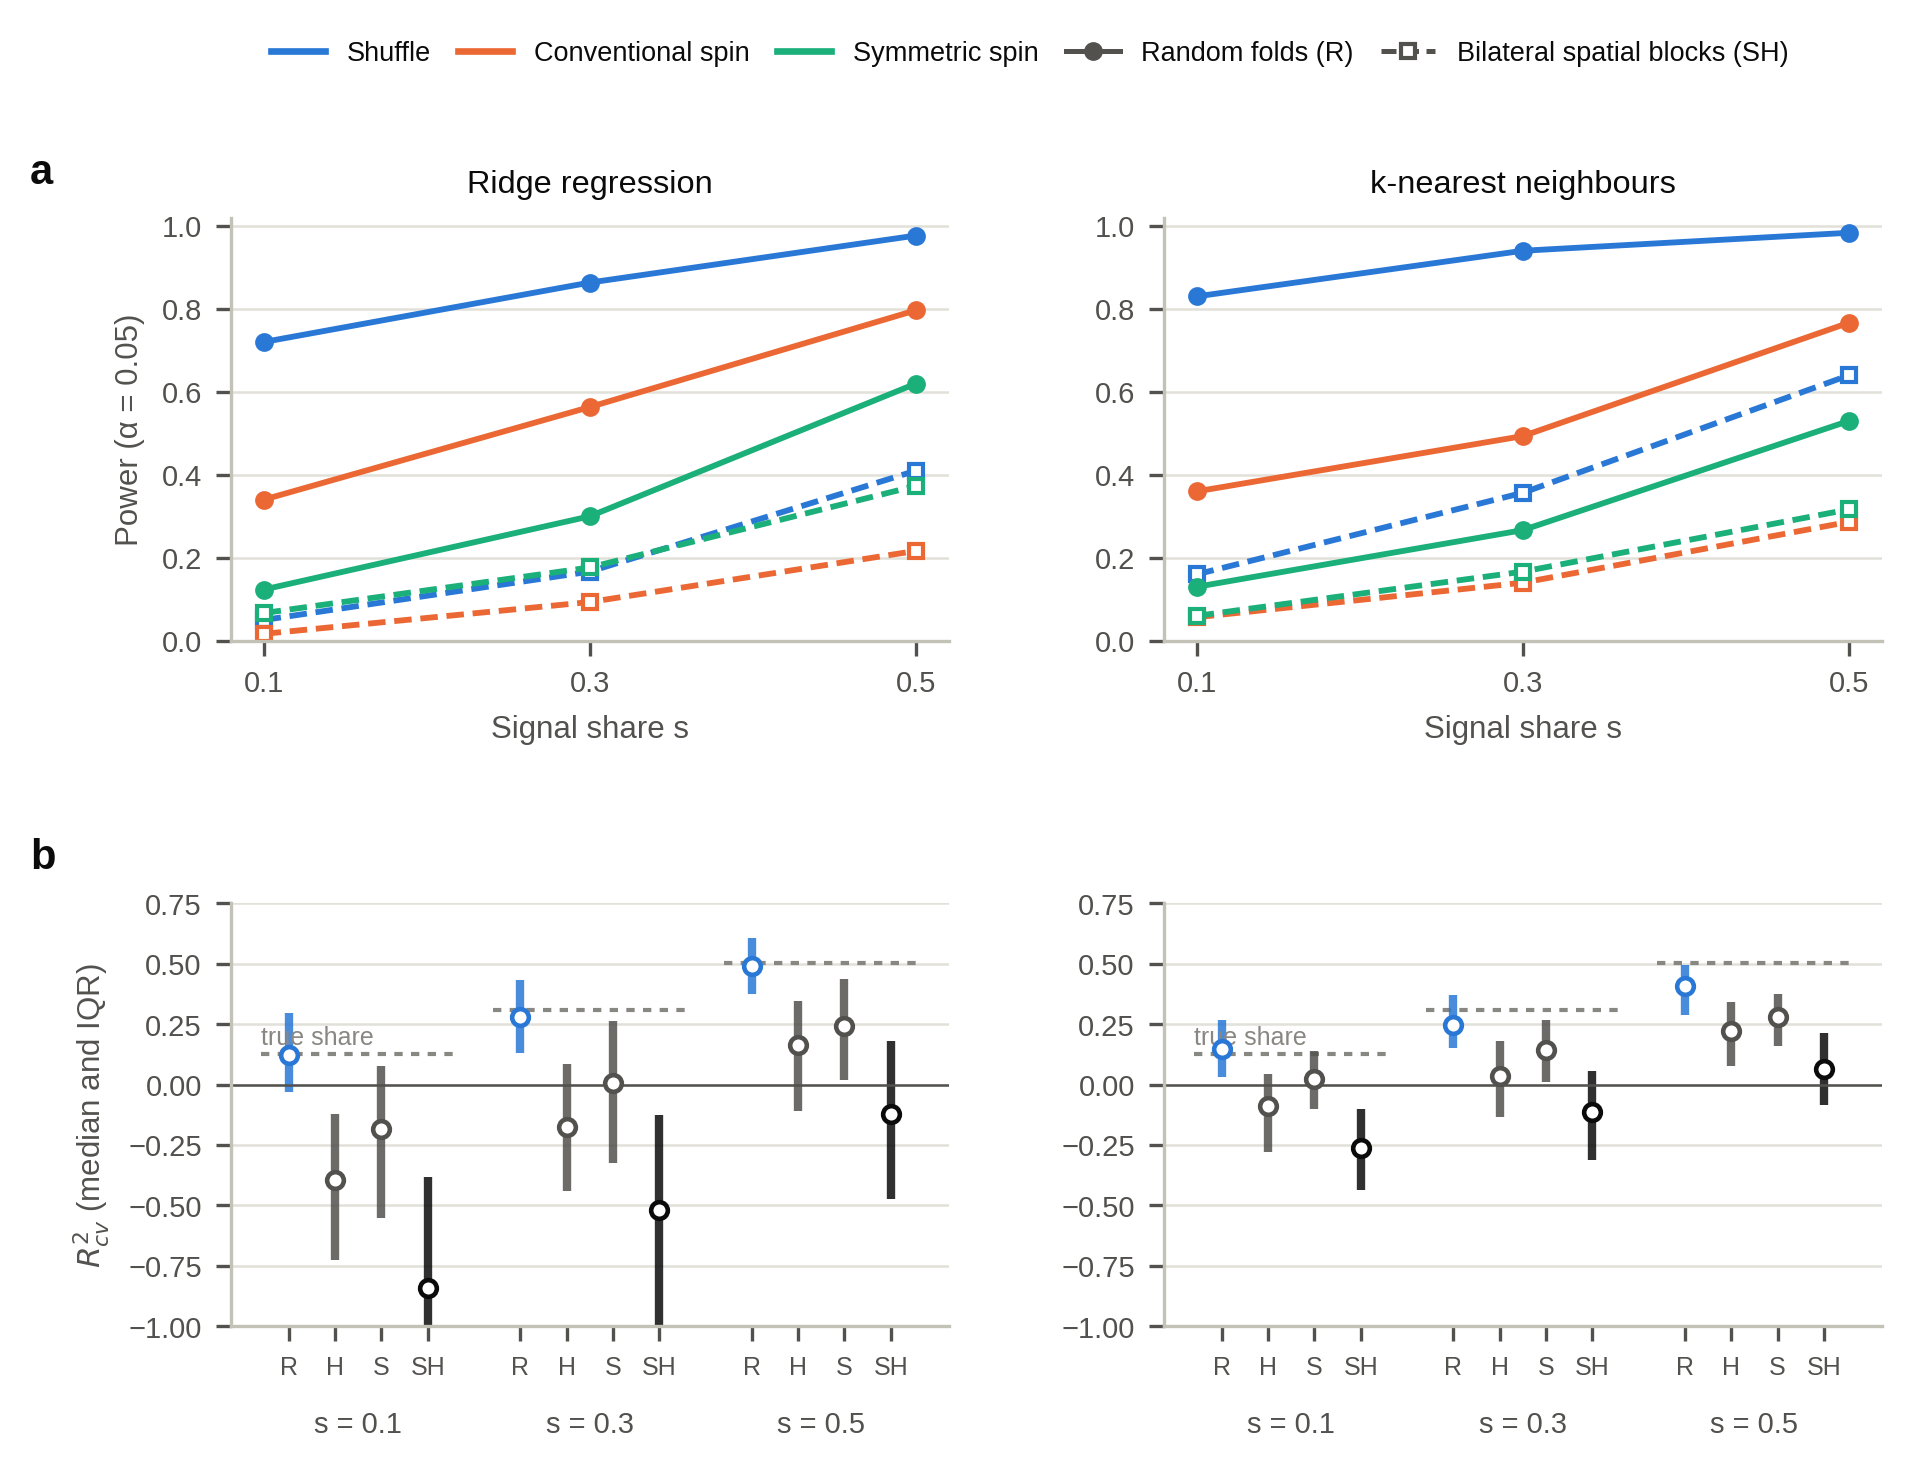 Shuffle Conventional spin Symmetric spin Random folds (R) Bilateral spatial blocks (SH)
a
Ridge regression
Power (α = 0.05)
1.0
0.8
0.6
0.4
0.2
0.0
0.1 0.3 0.5
Signal share s
k-nearest neighbours
1.0
0.8
0.6
0.4
0.2
0.0
0.1 0.3 0.5
Signal share s
b
R²cv (median and IQR)
0.75
0.50
0.25
0.00
−0.25
−0.50
−0.75
−1.00
true share
R H S SH R H S SH R H S SH
s = 0.1 s = 0.3 s = 0.5
0.75
0.50
0.25
0.00
−0.25
−0.50
−0.75
−1.00
true share
R H S SH R H S SH R H S SH
s = 0.1 s = 0.3 s = 0.5